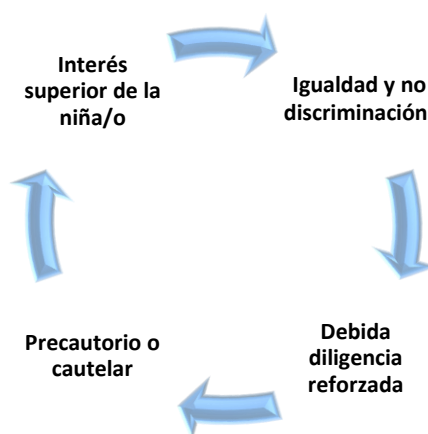 Interés
superior de la
niña/o
Igualdad y no
discriminación
Debida
diligencia
reforzada
Precautorio o
cautelar